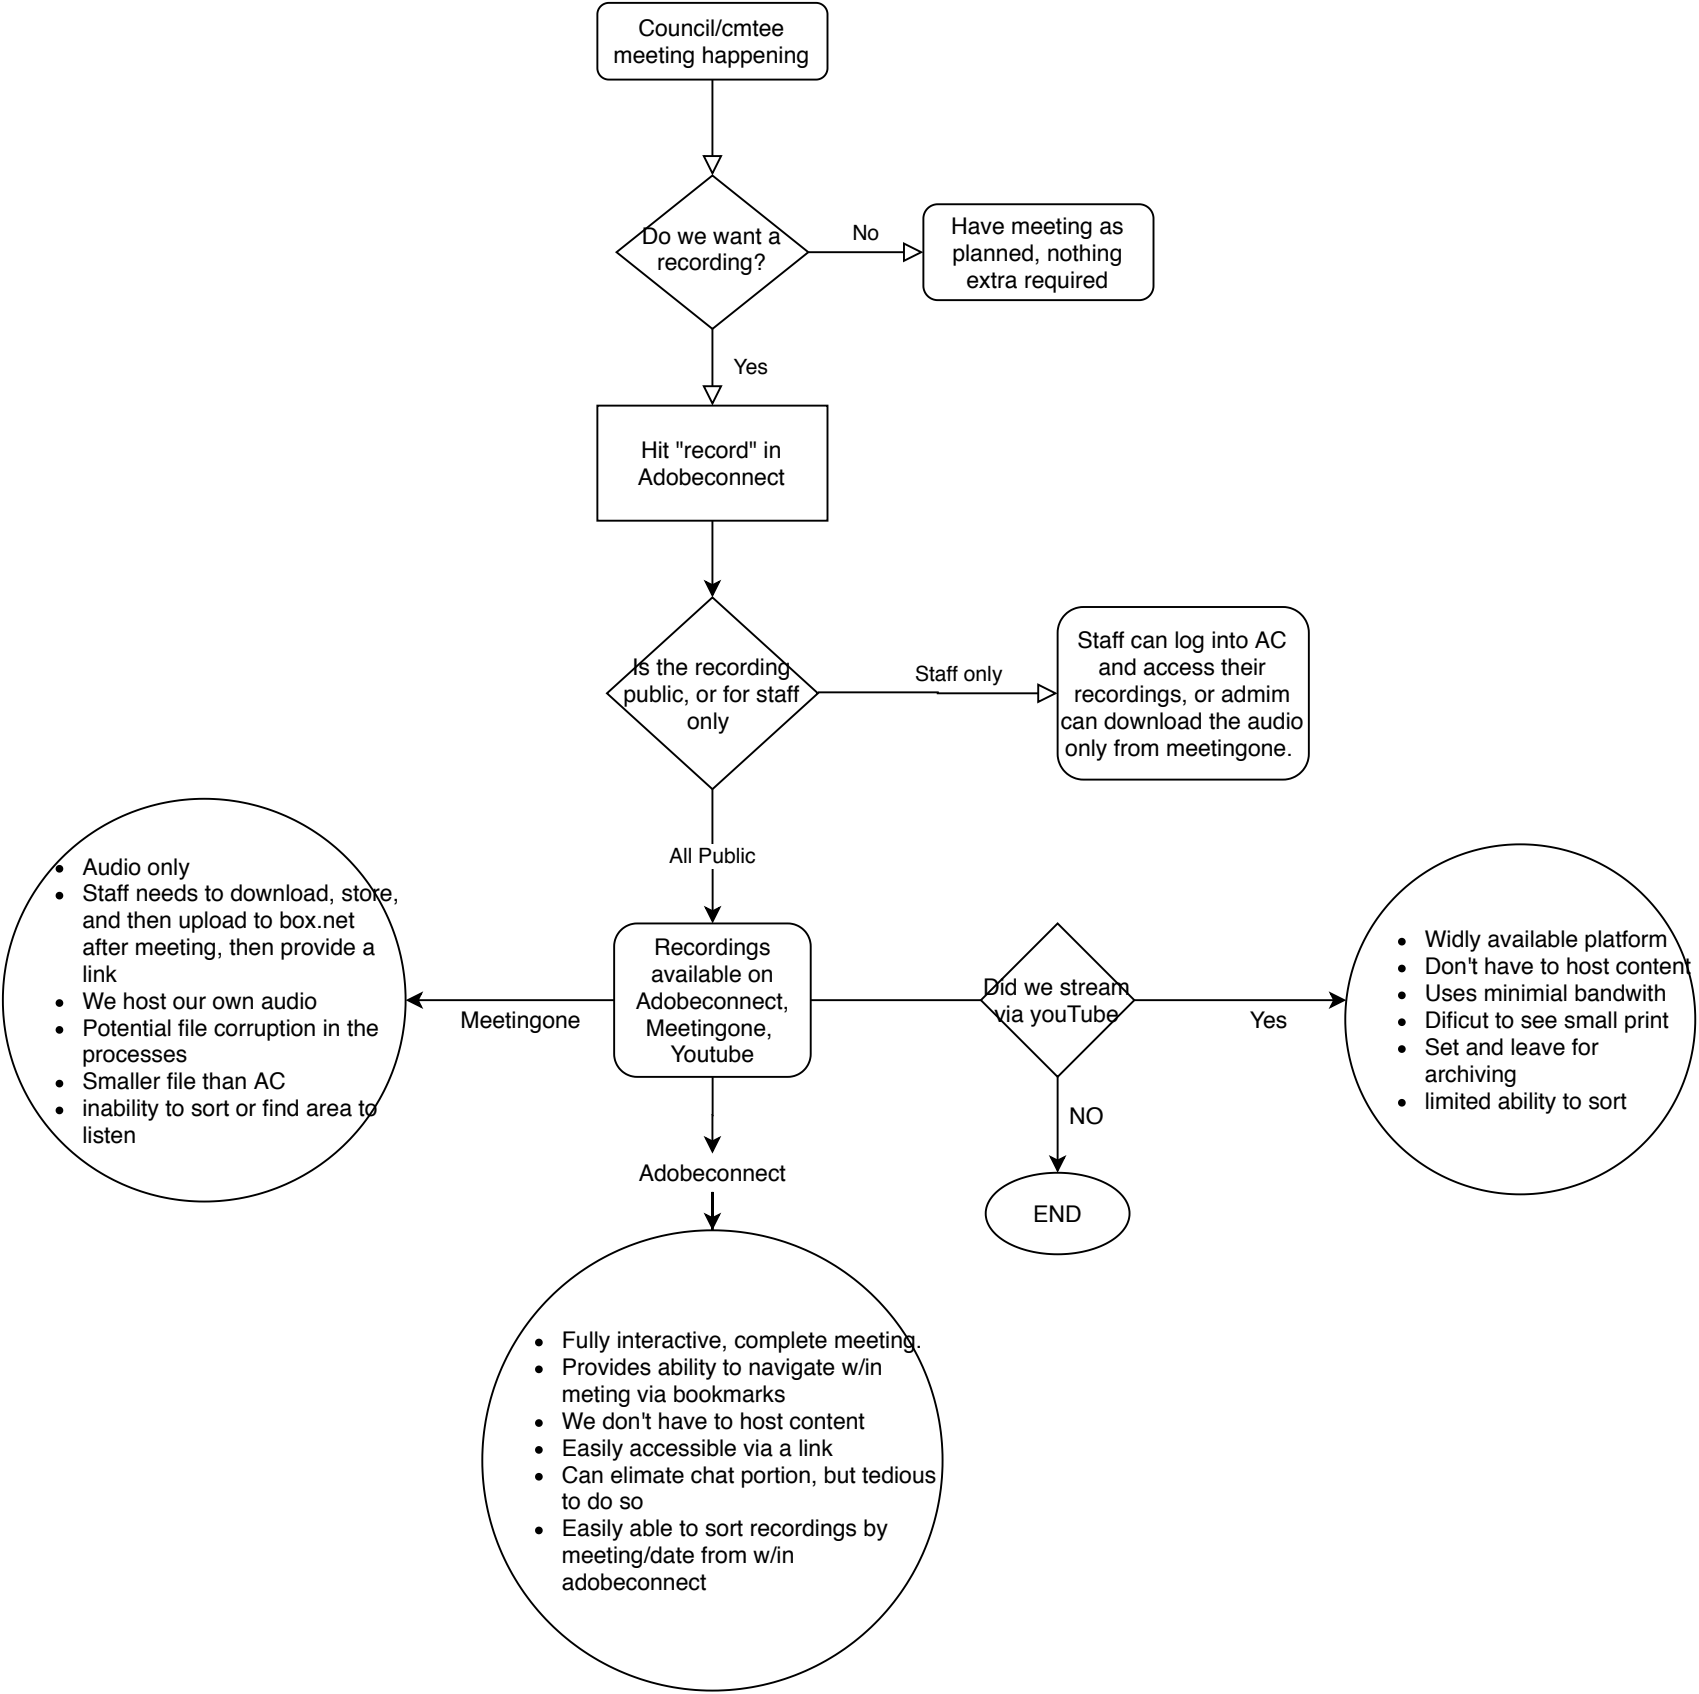 Council/cmtee
meeting happening
Do we want a
recording?
No
Have meeting as
planned, nothing
extra required
Yes
Hit "record" in
Adobeconnect
Is the recording
public, or for staff
only
Staff only
Staff can log into AC
and access their
recordings, or admim
can download the audio
only from meetingone.
All Public
• Audio only
• Staff needs to download, store,
and then upload to box.net
after meeting, then provide a
link
• We host our own audio
• Potential file corruption in the
processes
• Smaller file than AC
• inability to sort or find area to
listen
Meetingone
Recordings
available on
Adobeconnect,
Meetingone,
Youtube
Did we stream
via youTube
Yes
• Widly available platform
• Don't have to host content
• Uses minimial bandwith
• Dificut to see small print
• Set and leave for
archiving
• limited ability to sort
NO
END
Adobeconnect
• Fully interactive, complete meeting.
• Provides ability to navigate w/in
meting via bookmarks
• We don't have to host content
• Easily accessible via a link
• Can elimate chat portion, but tedious
to do so
• Easily able to sort recordings by
meeting/date from w/in
adobeconnect